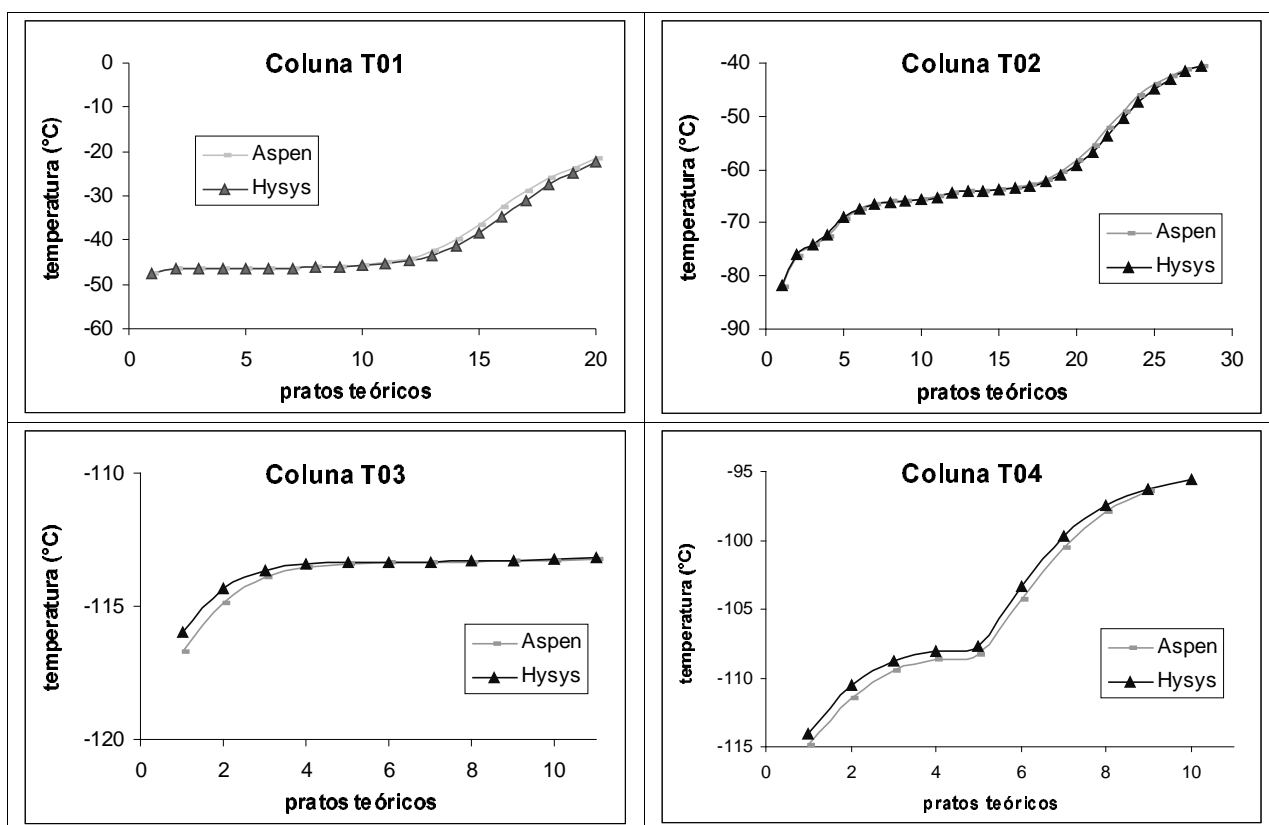 Coluna T01
temperatura (°C)
0
-10
-20
-30
-40
-50
-60
Aspen
Hysys
0 5 10 15 20
pratos teóricos
Coluna T02
temperatura (°C)
-40
-50
-60
-70
-80
-90
Aspen
Hysys
0 5 10 15 20 25 30
pratos teóricos
Coluna T03
temperatura (°C)
-110
-115
-120
Aspen
Hysys
0 2 4 6 8 10
pratos teóricos
Coluna T04
temperatura (°C)
-95
-100
-105
-110
-115
Aspen
Hysys
0 2 4 6 8 10
pratos teóricos